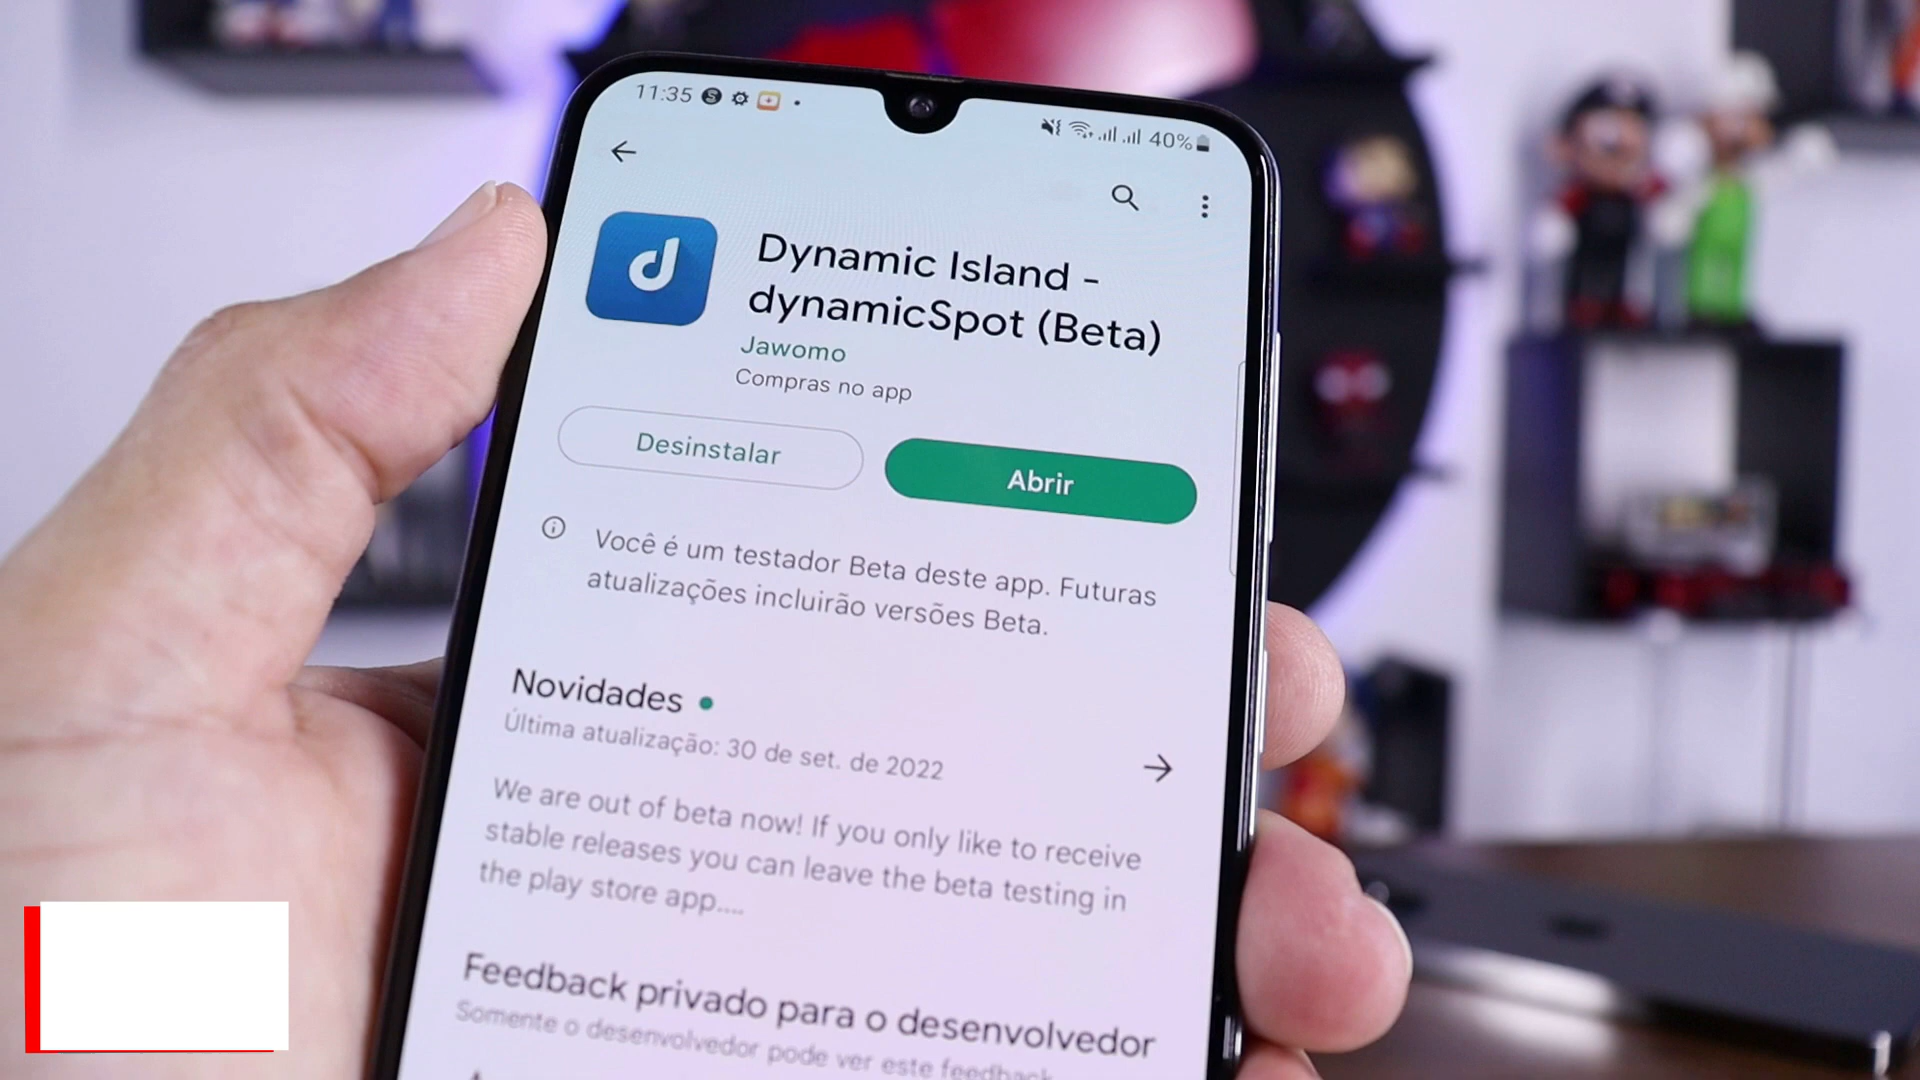 11:35
40%
Dynamic Island -
dynamicSpot (Beta)
Jawomo
Compras no app
Desinstalar
Abrir
Você é um testador Beta deste app. Futuras
atualizações incluirão versões Beta.
Novidades
Última atualização: 30 de set. de 2022
We are out of beta now! If you only like to receive
stable releases you can leave the beta testing in
the play store app....
Feedback privado para o desenvolvedor
Somente o desenvolvedor pode ver este feedback